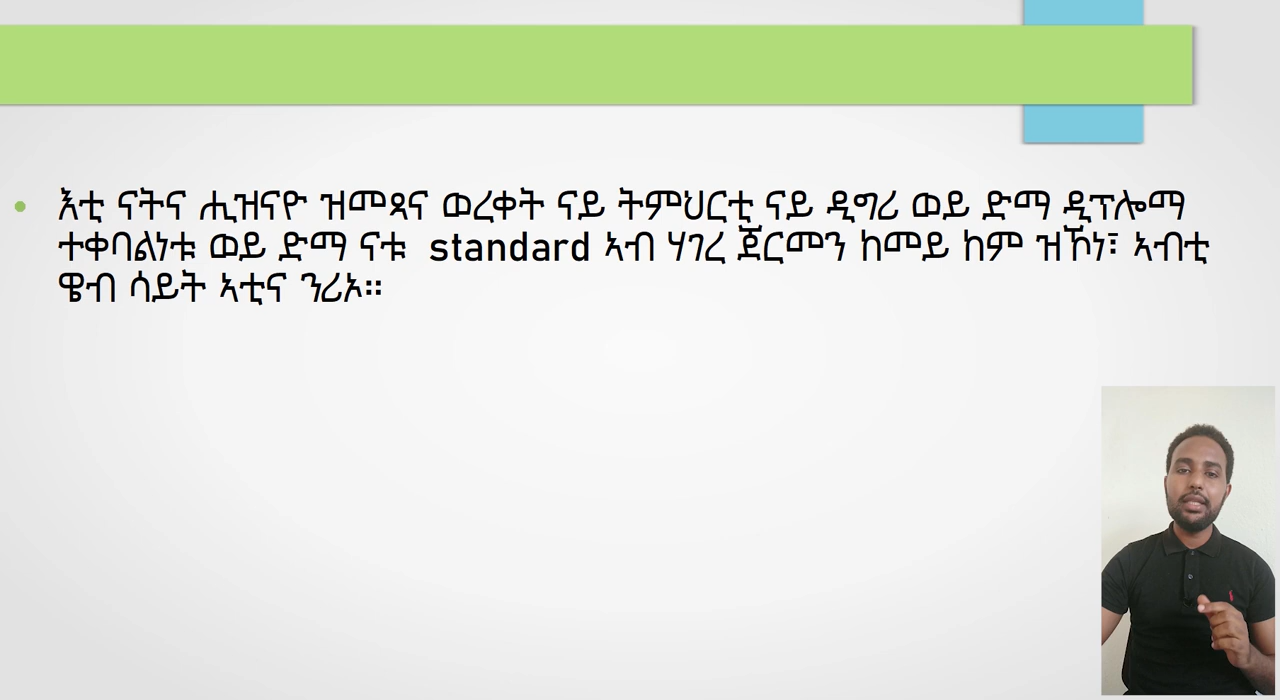 እቲ ናትና ሒዝናዮ ዝመጻና ወረቀት ናይ ትምህርቲ ናይ ዲግሪ ወይ ድማ ዲፕሎማ
ተቀባልነቱ ወይ ድማ ናቱ standard ኣብ ሃገረ ጀርመን ከመይ ከም ዝኾነ፣ ኣብቲ
ዌብ ሳይት ኣቲና ንሪኦ።